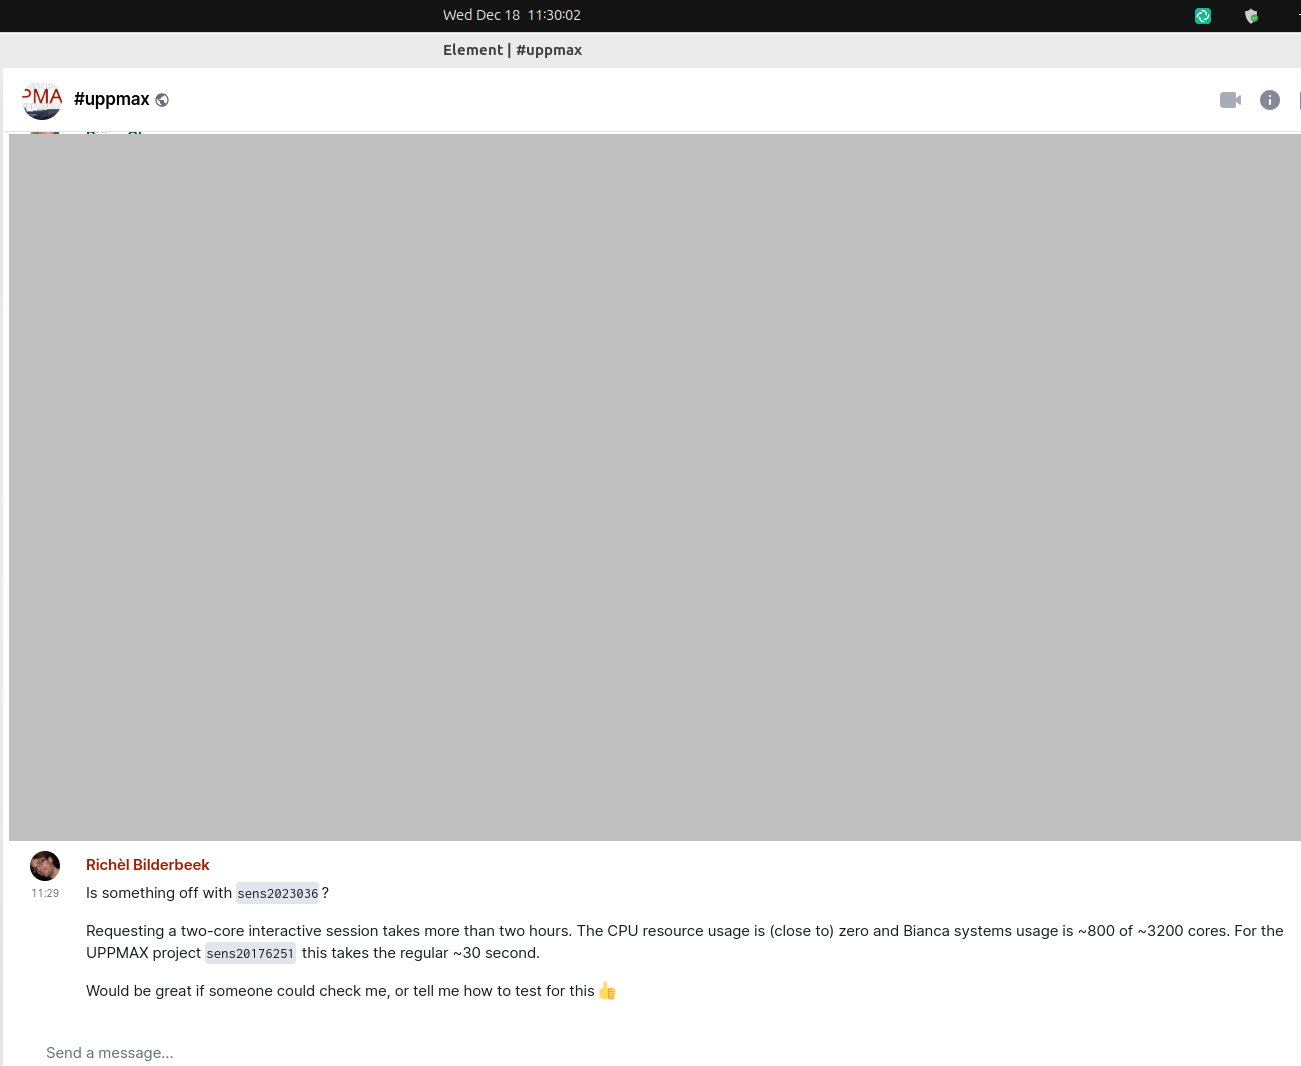 Wed Dec 18 11:30:02
Element | #uppmax
PMA
#uppmax
Richèl Bilderbeek
11:29
Is something off with sens2023036 ?
Requesting a two-core interactive session takes more than two hours. The CPU resource usage is (close to) zero and Bianca systems usage is ~800 of ~3200 cores. For the
UPPMAX project sens20176251 this takes the regular ~30 second.
Would be great if someone could check me, or tell me how to test for this 👍
Send a message...